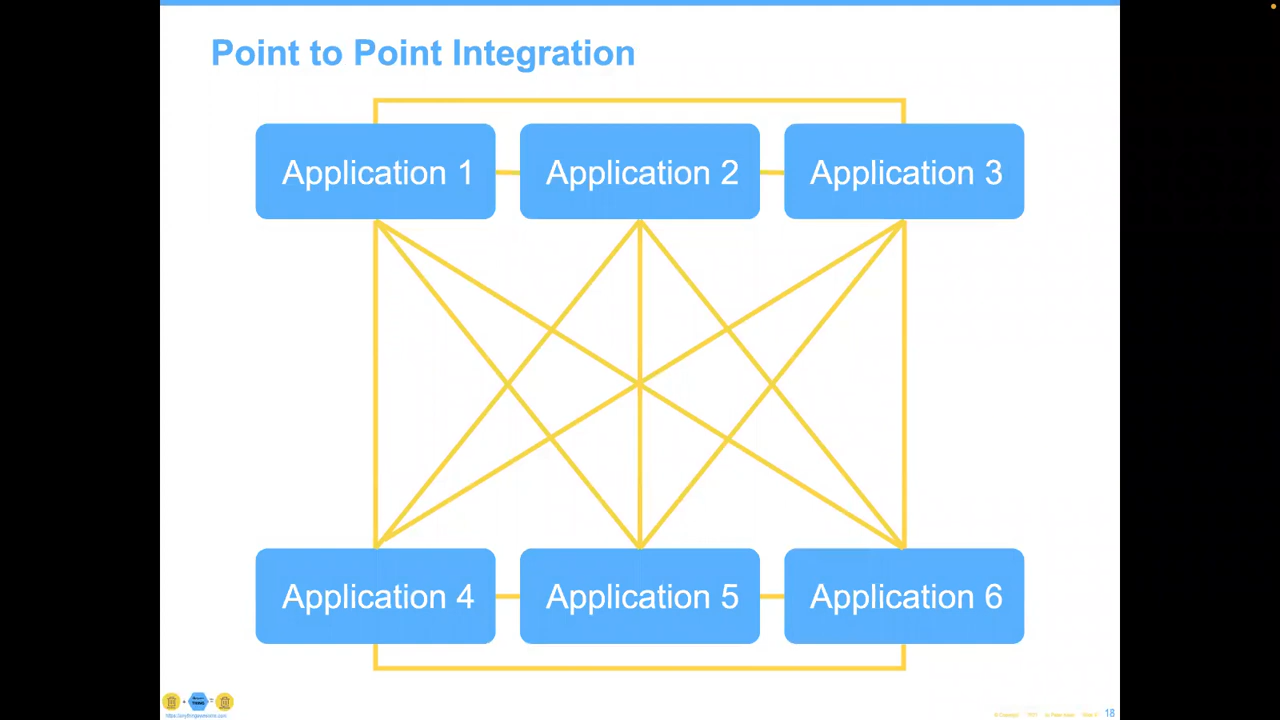 Point to Point Integration
Application 1
Application 2
Application 3
Application 4
Application 5
Application 6
18